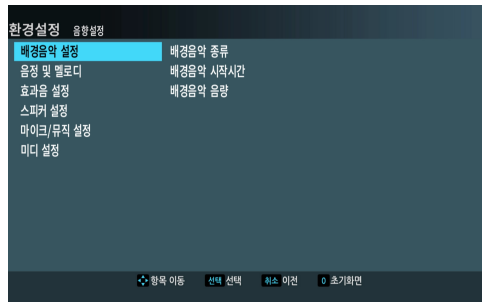 환경설정 음향설정
배경음악 설정 배경음악 종류
음정 및 멜로디 배경음악 시작시간
효과음 설정 배경음악 음량
스피커 설정
마이크/뮤직 설정
미디 설정
항목 이동 선택 선택 취소 이전 0 초기화면